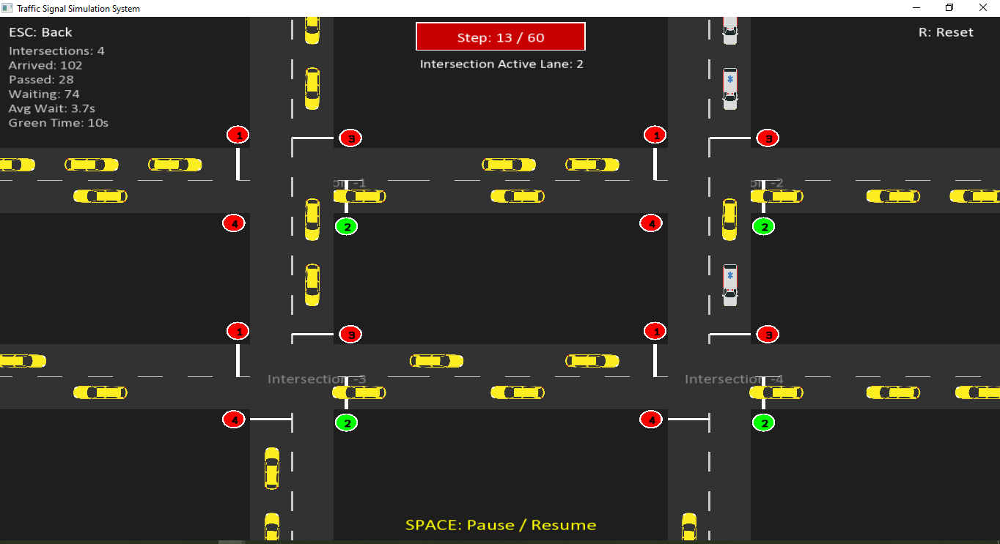 Traffic Signal Simulation System
ESC: Back
Intersections: 4
Arrived: 102
Passed: 28
Waiting: 74
Avg Wait: 3.7s
Green Time: 10s
Step: 13 / 60
Intersection Active Lane: 2
R: Reset
1
3
1
3
on -1
on -2
4
2
4
2
1
3
1
3
Intersection -3
Intersection -4
4
2
4
2
SPACE: Pause / Resume